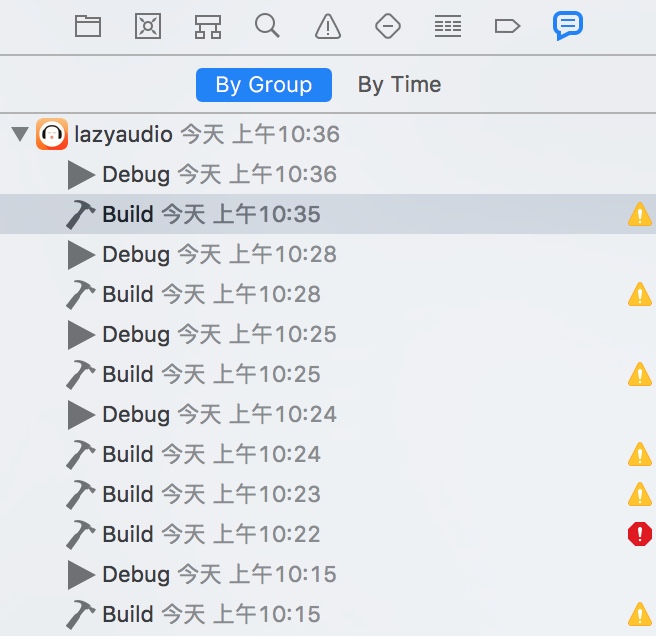 By Group By Time
lazyaudio 今天 上午10:36
Debug 今天 上午10:36
Build 今天 上午10:35
Debug 今天 上午10:28
Build 今天 上午10:28
Debug 今天 上午10:25
Build 今天 上午10:25
Debug 今天 上午10:24
Build 今天 上午10:24
Build 今天 上午10:23
Build 今天 上午10:22
Debug 今天 上午10:15
Build 今天 上午10:15